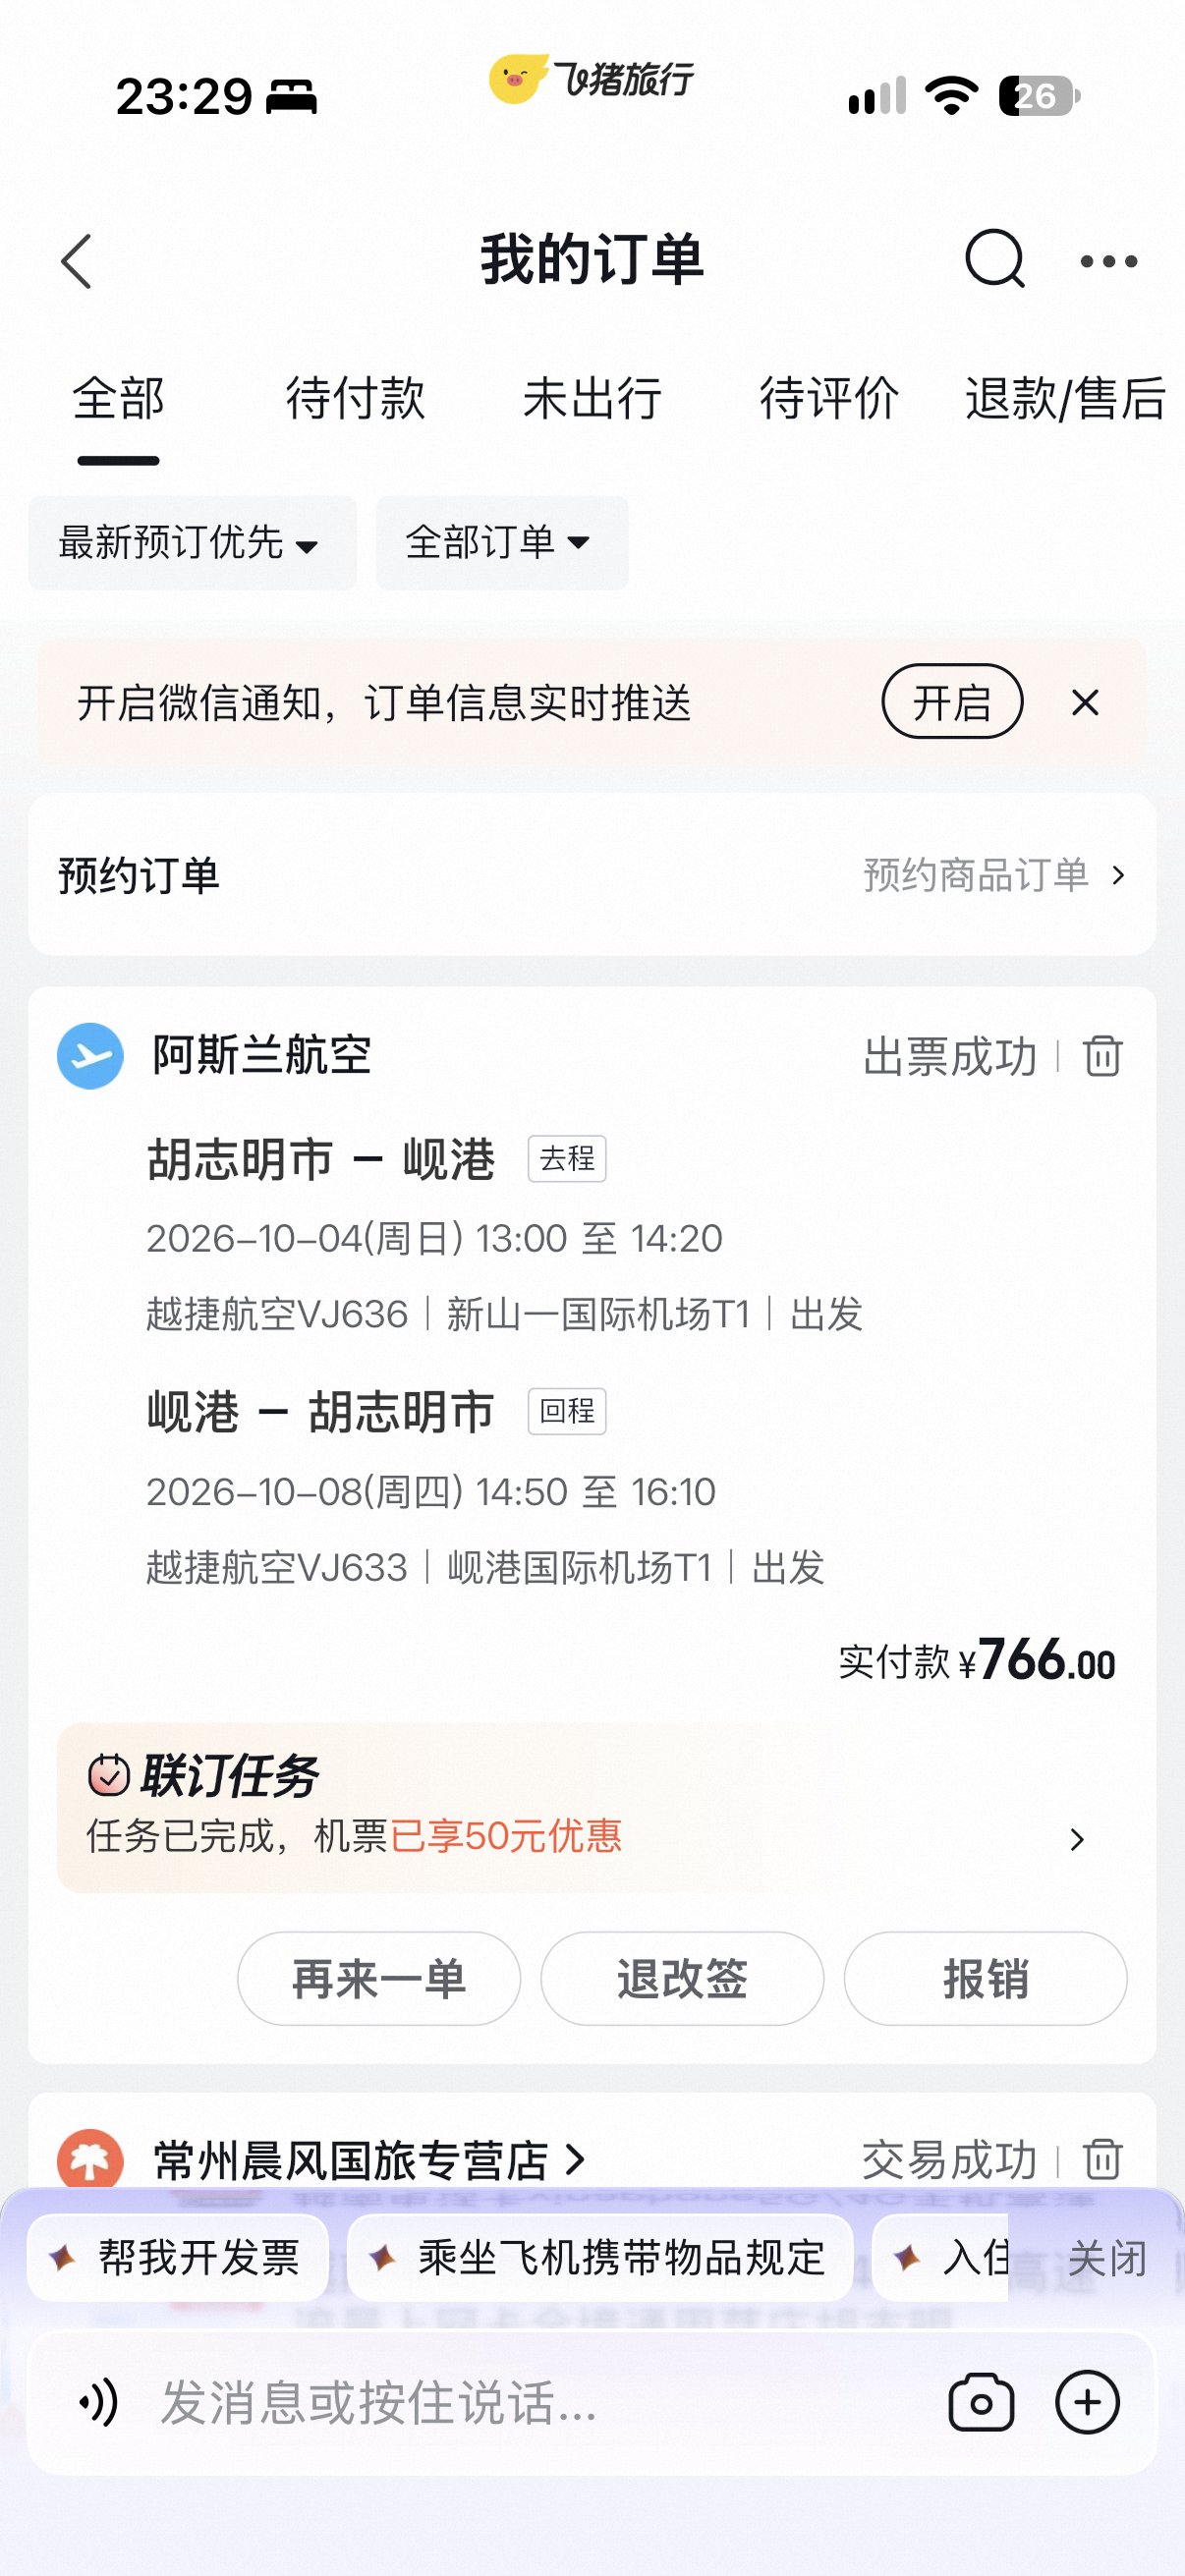 23:29
飞猪旅行
26
我的订单
全部 待付款 未出行 待评价 退款/售后
最新预订优先 全部订单
开启微信通知，订单信息实时推送 开启
预约订单 预约商品订单
阿斯兰航空 出票成功
胡志明市 - 岘港 去程
2026-10-04(周日) 13:00 至 14:20
越捷航空VJ636 | 新山一国际机场T1 | 出发
岘港 - 胡志明市 回程
2026-10-08(周四) 14:50 至 16:10
越捷航空VJ633 | 岘港国际机场T1 | 出发
实付款 ¥766.00
联订任务
任务已完成，机票已享50元优惠
再来一单 退改签 报销
常州晨风国旅专营店 交易成功
帮我开发票 乘坐飞机携带物品规定 入住 关闭
发消息或按住说话...